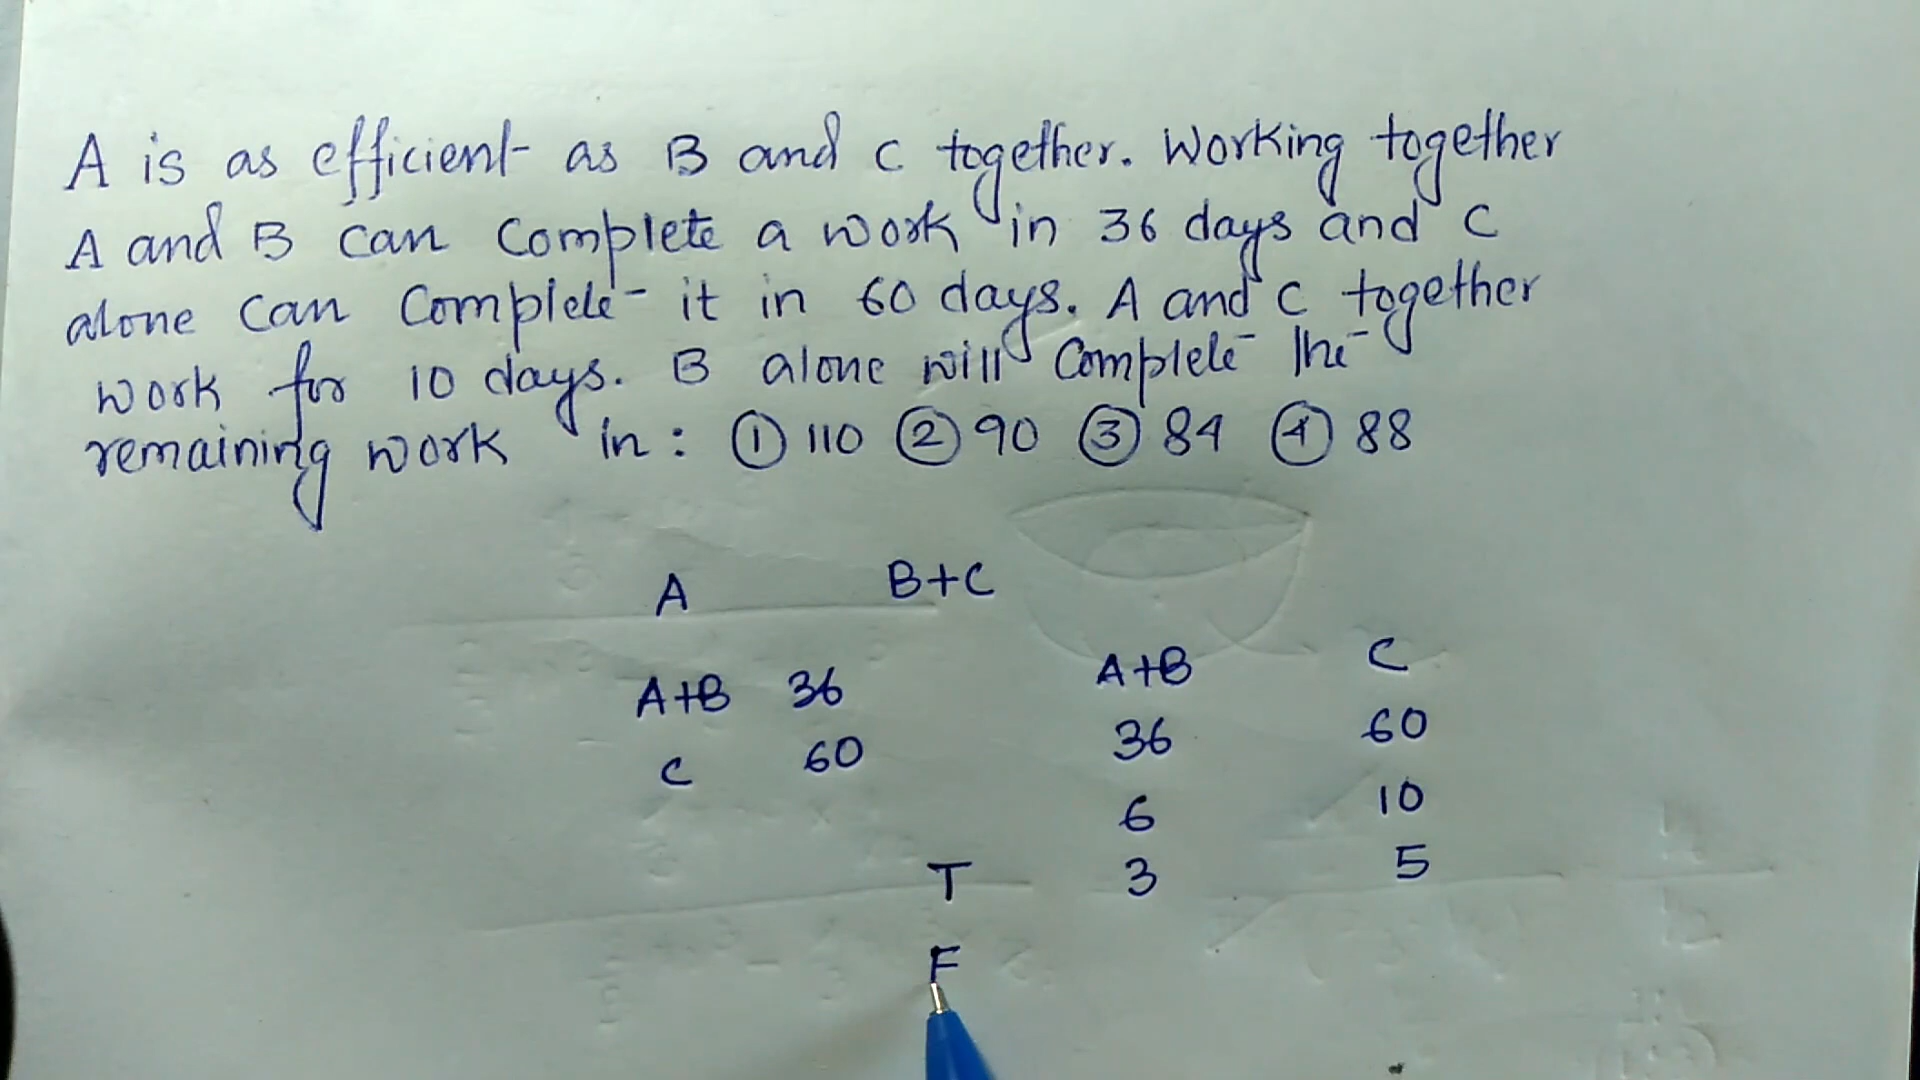 A is as efficient as B and C together. Working together
A and B can complete a work in 36 days and C
alone can complete it in 60 days. A and C together
work for 10 days. B alone will complete the
remaining work in : ① 110 ② 90 ③ 84 ④ 88
A B+C
A+B 36 A+B C
C 60 36 60
6 10
T 3 5
F